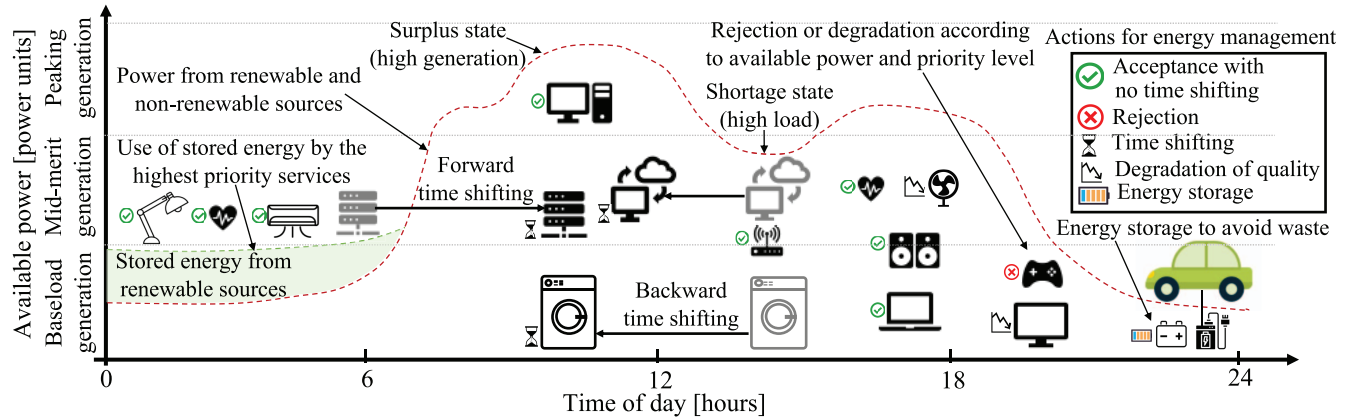 Available power [power units]
Peaking
generation
Mid-merit
generation
Baseload
generation
Surplus state
(high generation)
Power from renewable and
non-renewable sources
Use of stored energy by the
highest priority services
Forward
time shifting
Stored energy from
renewable sources
Backward
time shifting
Rejection or degradation according
to available power and priority level
Shortage state
(high load)
Actions for energy management
Acceptance with
no time shifting
Rejection
Time shifting
Degradation of quality
Energy storage
Energy storage to avoid waste
0
6
12
18
24
Time of day [hours]